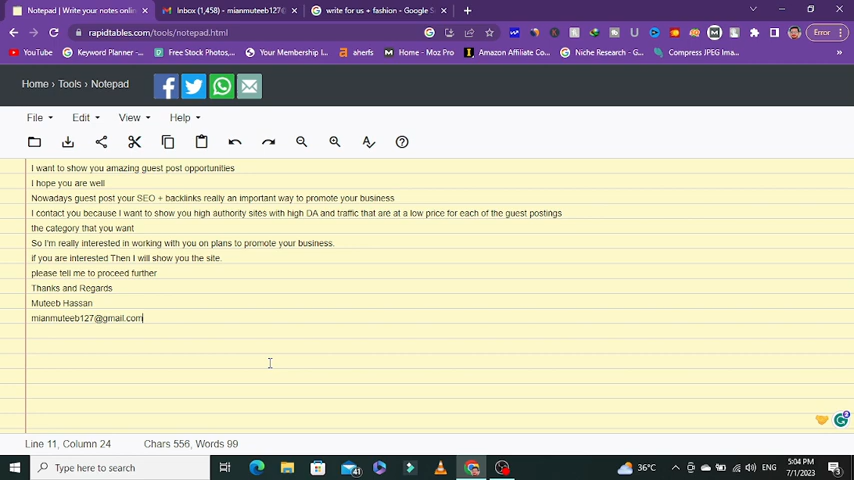 Notepad | Write your notes onlin
Inbox (1,458) - mianmuteeb127@
write for us + fashion - Google S
rapidtables.com/tools/notepad.html
Error
YouTube
Keyword Planner -...
Free Stock Photos,...
Your Membership I...
aherfs
Home - Moz Pro
Amazon Affiliate Co...
Niche Research - G...
Compress JPEG Ima...
Home › Tools › Notepad
File Edit View Help
I want to show you amazing guest post opportunities
I hope you are well
Nowadays guest post your SEO + backlinks really an important way to promote your business
I contact you because I want to show you high authority sites with high DA and traffic that are at a low price for each of the guest postings
the category that you want
So I'm really interested in working with you on plans to promote your business.
if you are interested Then I will show you the site.
please tell me to proceed further
Thanks and Regards
Muteeb Hassan
mianmuteeb127@gmail.com
Line 11, Column 24
Chars 556, Words 99
Type here to search
41
36°C
ENG
5:04 PM
7/1/2023
3